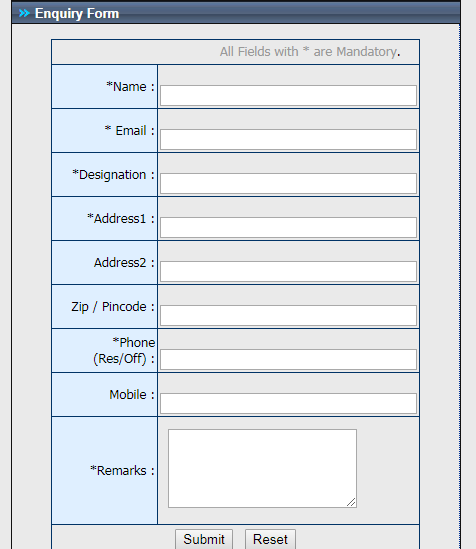 » Enquiry Form
All Fields with * are Mandatory.
*Name :
* Email :
*Designation :
*Address1 :
Address2 :
Zip / Pincode :
*Phone
(Res/Off) :
Mobile :
*Remarks :
Submit Reset